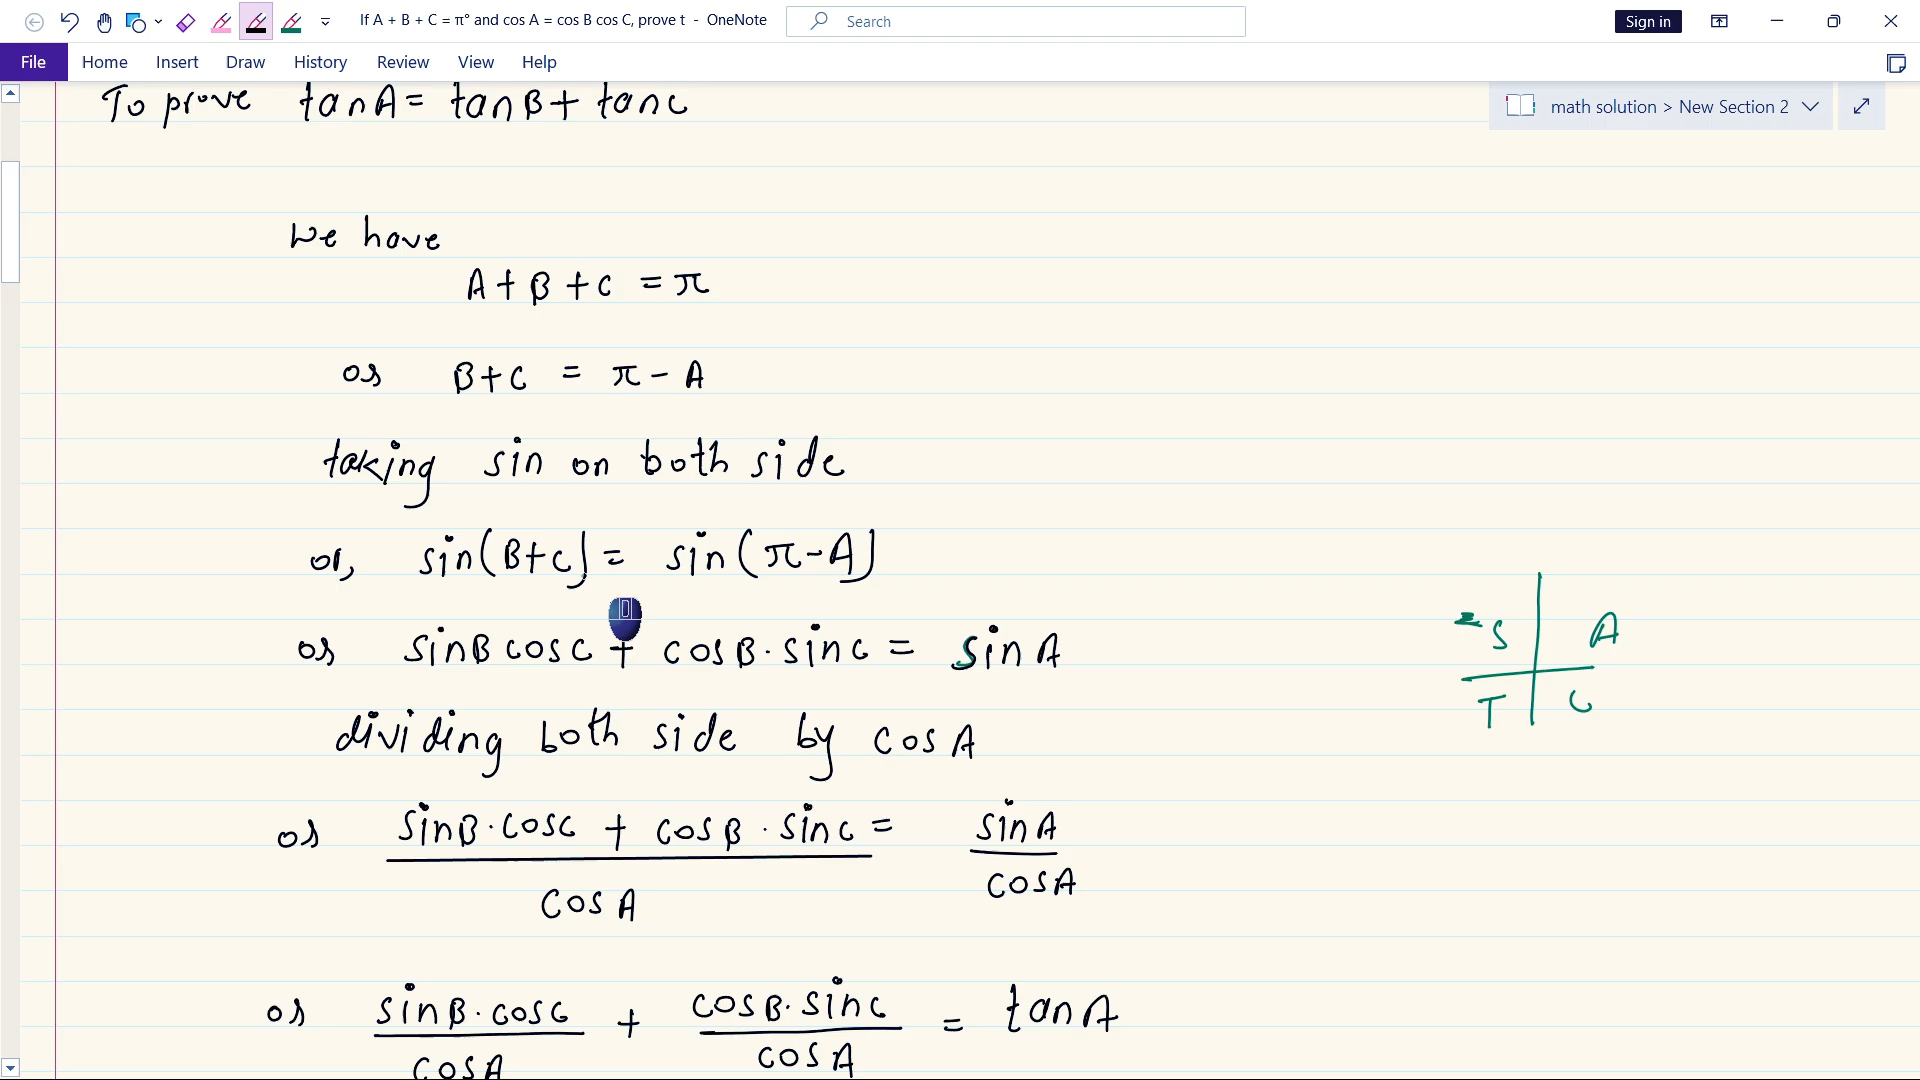 If A + B + C = π° and cos A = cos B cos C, prove t - OneNote
Search
Sign in
File Home Insert Draw History Review View Help
math solution > New Section 2
To prove tanA = tanB + tanC
We have
A + B + C = π
or B + C = π - A
taking sin on both side
or, sin(B+C) = sin(π-A)
or sinB cosC + cosB·sinC = sinA
S A
T C
dividing both side by cosA
or sinB·cosC + cosB·sinC = sinA
cosA cosA
or sinB·cosC + cosB·sinC = tanA
cosA cosA